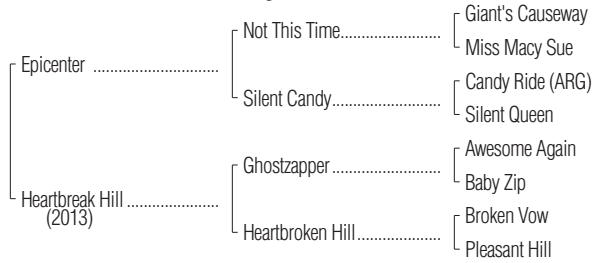 Giant's Causeway
Not This Time
Miss Macy Sue
Epicenter
Candy Ride (ARG)
Silent Candy
Silent Queen
Awesome Again
Ghostzapper
Baby Zip
Heartbreak Hill
(2013)
Broken Vow
Heartbroken Hill
Pleasant Hill